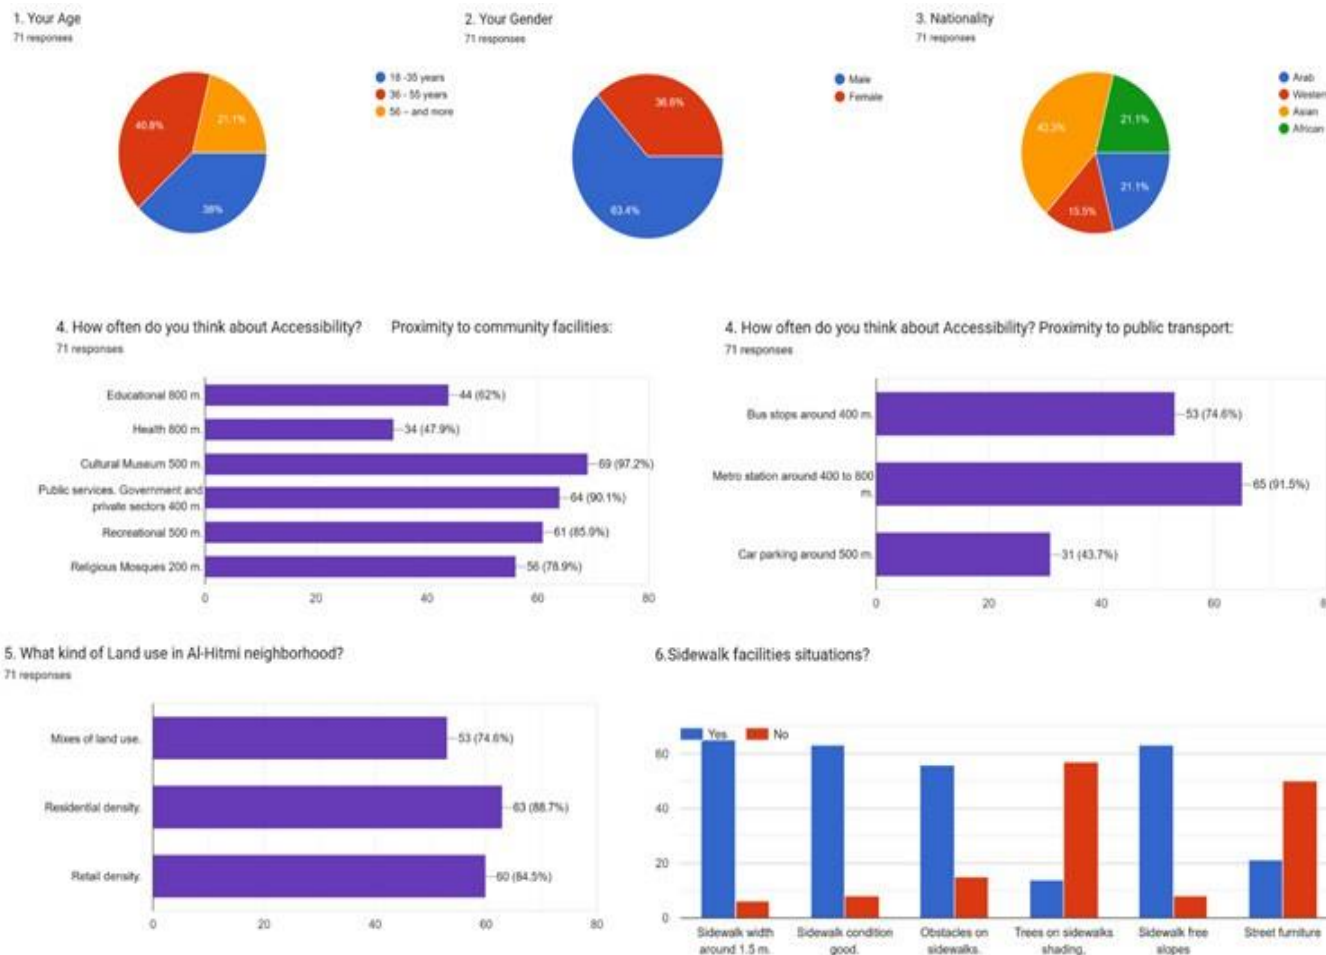 1. Your Age
71 responses
18 -35 years
36 - 55 years
56 – and more
40.8%
21.1%
38%
2. Your Gender
71 responses
Male
Female
36.6%
63.4%
3. Nationality
71 responses
Arab
Western
Asian
African
21.1%
21.1%
15.5%
4. How often do you think about Accessibility? Proximity to community facilities:
71 responses
Educational 800 m.
44 (62%)
Health 800 m.
34 (47.9%)
Cultural Museum 500 m.
69 (97.2%)
Public services. Government and
private sectors 400 m.
64 (90.1%)
Recreational 500 m.
61 (85.9%)
Religious Mosques 200 m.
56 (78.9%)
0 20 40 60 80
4. How often do you think about Accessibility? Proximity to public transport:
71 responses
Bus stops around 400 m.
53 (74.6%)
Metro station around 400 to 800
m.
65 (91.5%)
Car parking around 500 m.
31 (43.7%)
0 20 40 60
5. What kind of Land use in Al-Hitmi neighborhood?
71 responses
Mixes of land use.
53 (74.6%)
Residential density.
63 (88.7%)
Retail density.
60 (84.5%)
0 20 40 60 80
6.Sidewalk facilities situations?
Yes No
60
40
20
0
Sidewalk width
around 1.5 m.
Sidewalk condition
good.
Obstacles on
sidewalks.
Trees on sidewalks
shading.
Sidewalk free
slopes
Street furniture